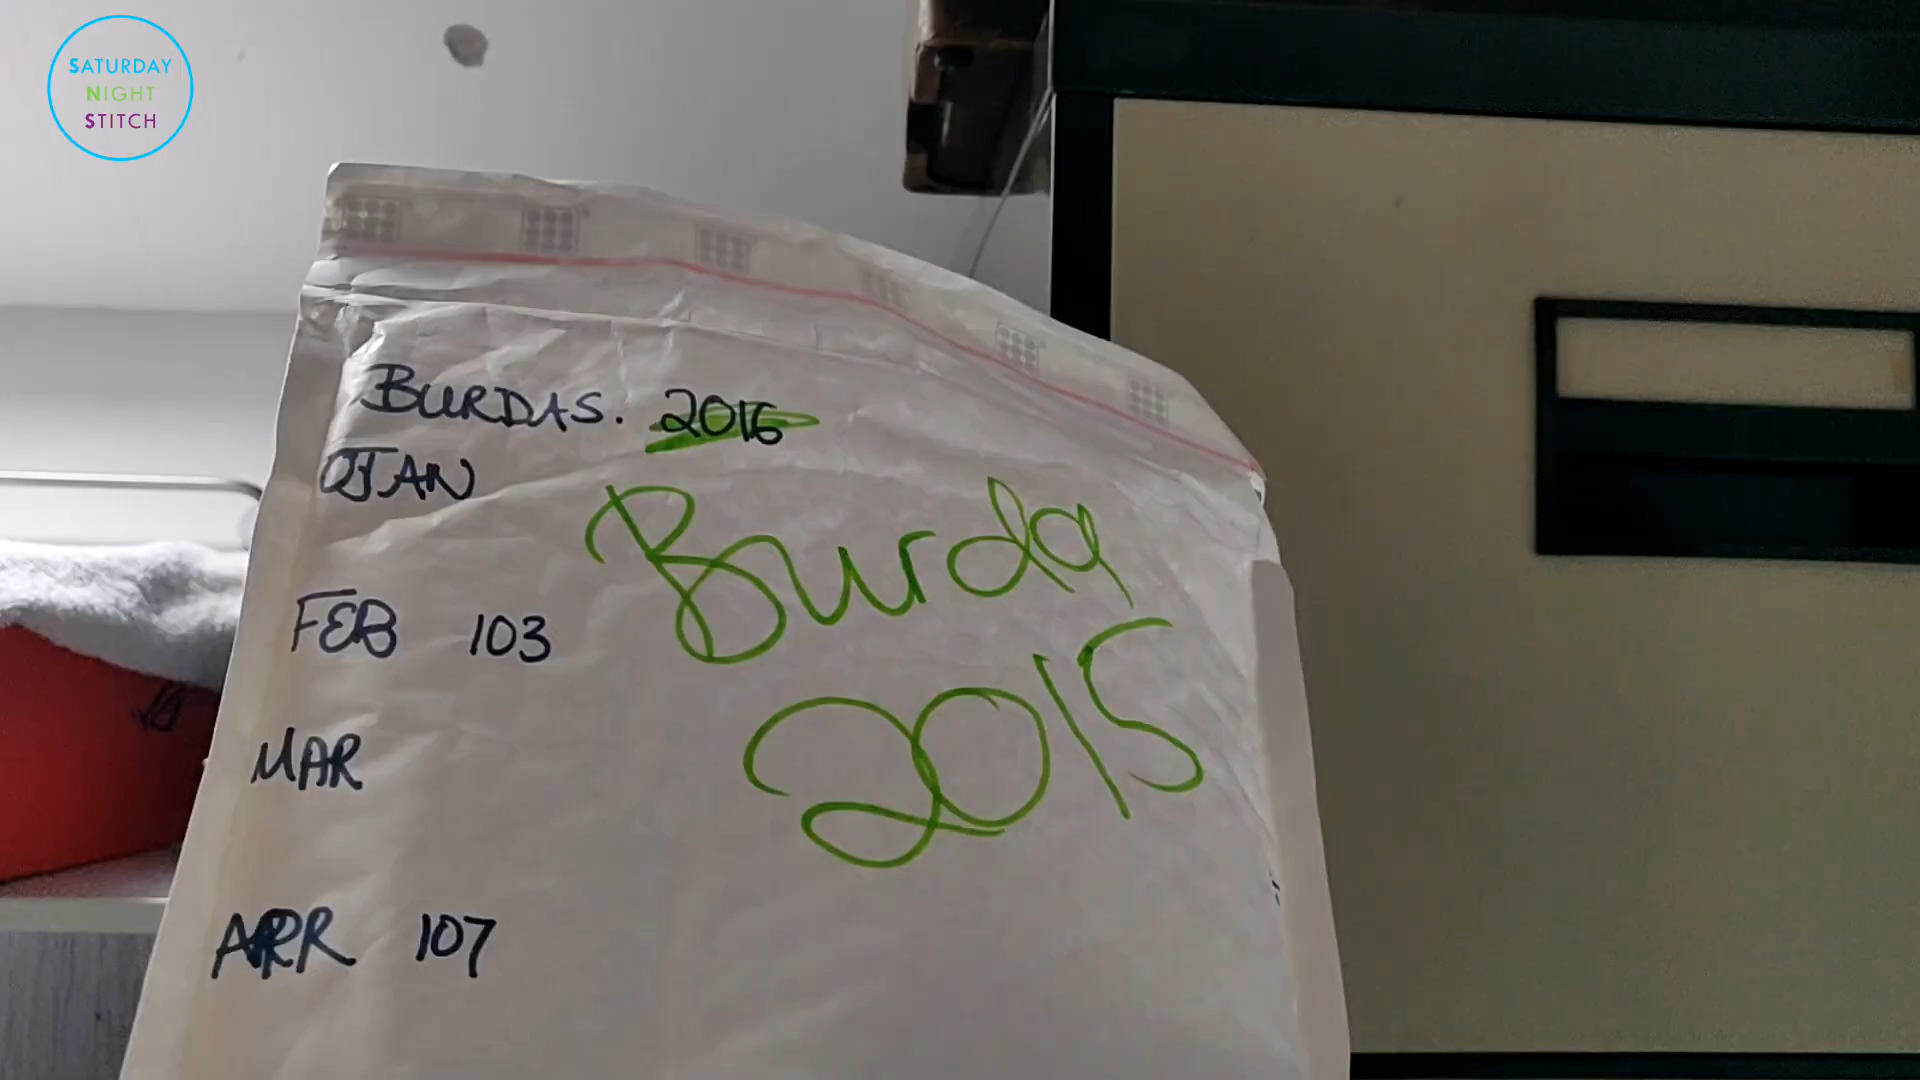 SATURDAY
NIGHT
STITCH
BURDAS. 2016
JAN
Burda
2015
FEB 103
MAR
APR 107